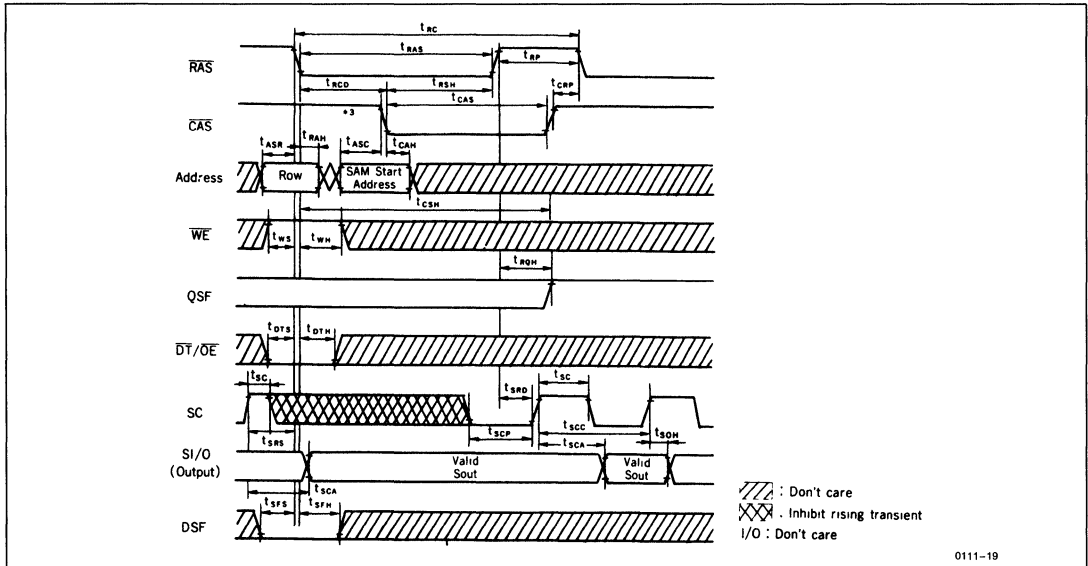 tRC
tRAS
tRP
RAS
tRCD
tRSH
tCRP
*3
tCAS
CAS
tASR
tRAH
tASC
tCAH
Address
Row
SAM Start
Address
tCSH
WE
tWS
tWH
tRQH
QSF
tDTS
tDTH
DT/OE
tSC
tSRD
tSC
SC
tSCC
tSRS
tSCP
tSCA
tSOH
SI/O
(Output)
Valid
Sout
Valid
Sout
tSCA
tSFS
tSFH
DSF
: Don't care
. Inhibit rising transient
I/O : Don't care
0111-19